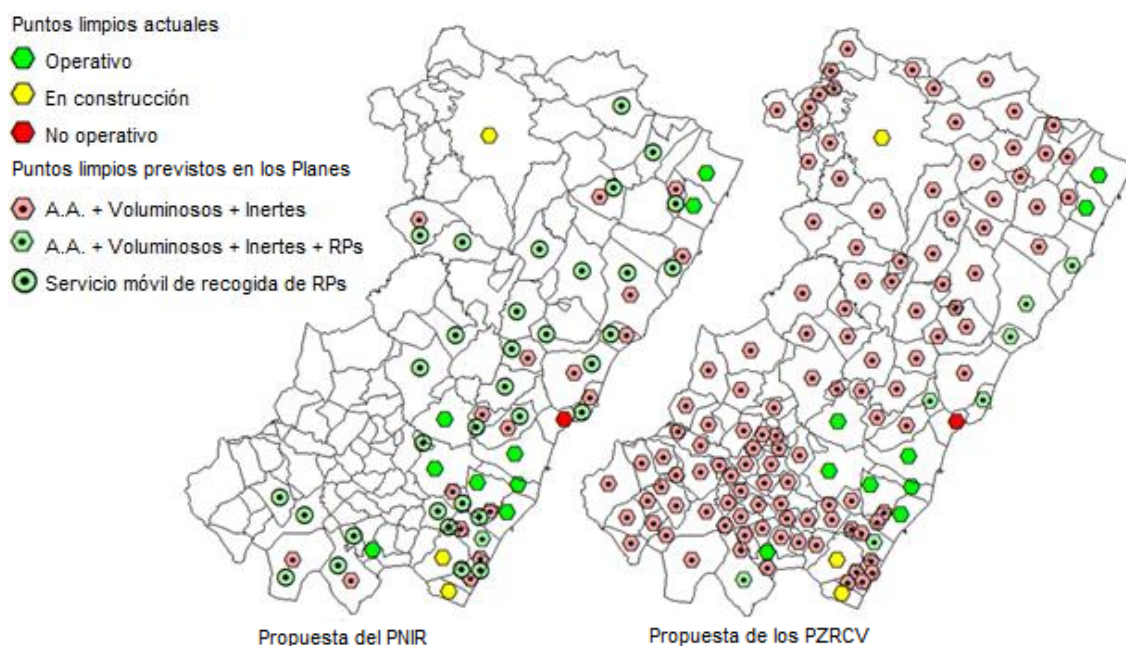 Puntos limpios actuales
Operativo
En construcción
No operativo
Puntos limpios previstos en los Planes
A.A. + Voluminosos + Inertes
A.A. + Voluminosos + Inertes + RPs
Servicio móvil de recogida de RPs
Propuesta del PNIR
Propuesta de los PZRCV